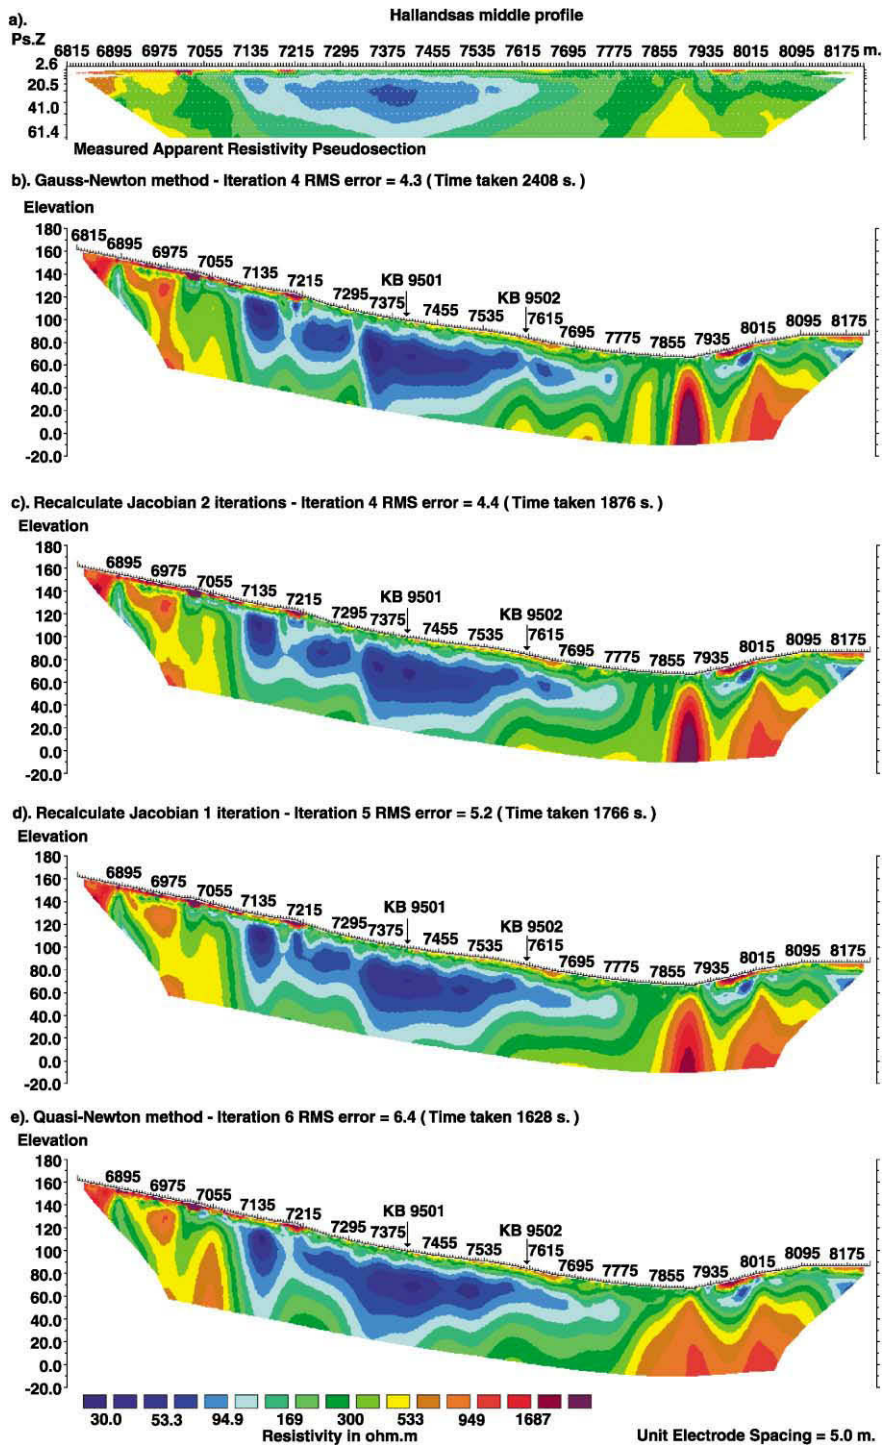 a). Hallandsas middle profile
Ps.Z 6815 6895 6975 7055 7135 7215 7295 7375 7455 7535 7615 7695 7775 7855 7935 8015 8095 8175 m.
2.6
20.5
41.0
61.4
Measured Apparent Resistivity Pseudosection
b). Gauss-Newton method - Iteration 4 RMS error = 4.3 ( Time taken 2408 s. )
Elevation
180 6815
160 6895
140 6975
120 7055
100 7135
80.0 7215
60.0 7295
40.0 7375
20.0 7455
0.0 7535
-20.0 7615
KB 9501
KB 9502
7695 7775 7855 7935 8015 8095 8175
c). Recalculate Jacobian 2 iterations - Iteration 4 RMS error = 4.4 ( Time taken 1876 s. )
Elevation
180
160 6895
140 6975
120 7055
100 7135
80.0 7215
60.0 7295
40.0 7375
20.0 7455
0.0 7535
-20.0 7615
KB 9501
KB 9502
7695 7775 7855 7935 8015 8095 8175
d). Recalculate Jacobian 1 iteration - Iteration 5 RMS error = 5.2 ( Time taken 1766 s. )
Elevation
180
160 6895
140 6975
120 7055
100 7135
80.0 7215
60.0 7295
40.0 7375
20.0 7455
0.0 7535
-20.0 7615
KB 9501
KB 9502
7695 7775 7855 7935 8015 8095 8175
e). Quasi-Newton method - Iteration 6 RMS error = 6.4 ( Time taken 1628 s. )
Elevation
180
160 6895
140 6975
120 7055
100 7135
80.0 7215
60.0 7295
40.0 7375
20.0 7455
0.0 7535
-20.0 7615
KB 9501
KB 9502
7695 7775 7855 7935 8015 8095 8175
30.0 53.3 94.9 169 300 533 949 1687
Resistivity in ohm.m
Unit Electrode Spacing = 5.0 m.